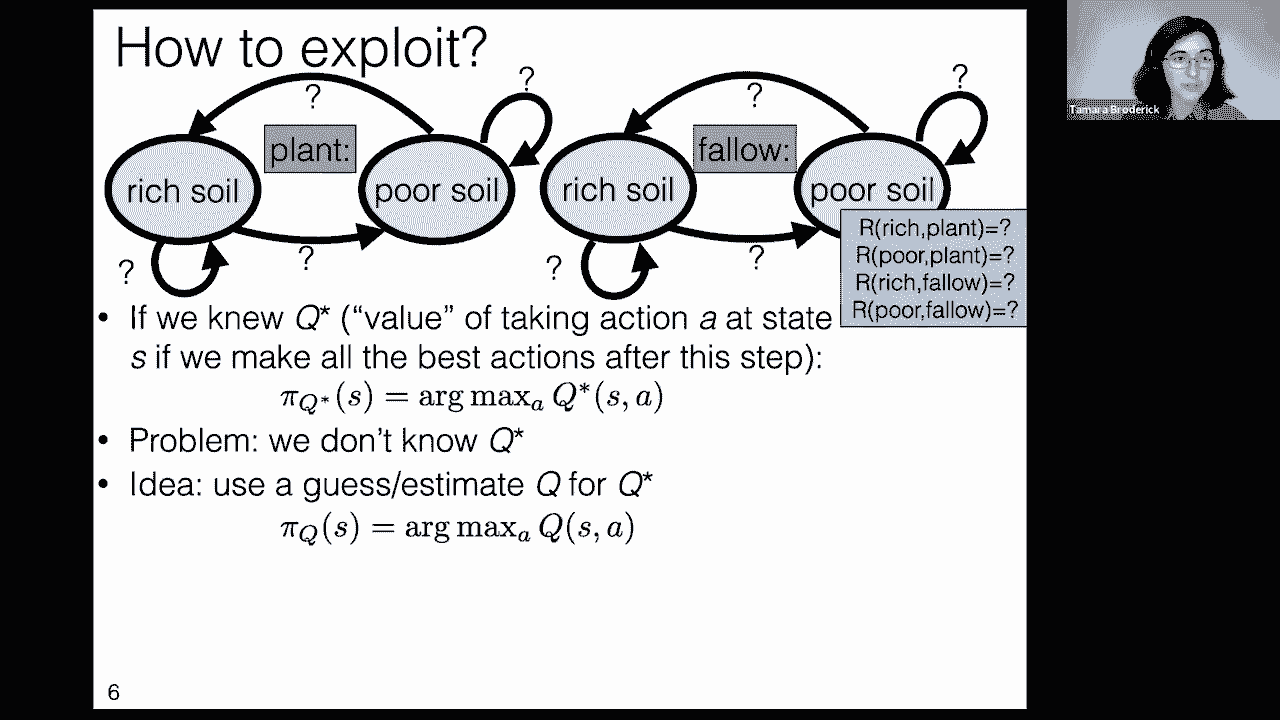 How to exploit?
?
?
?
?
plant:
fallow:
rich soil
poor soil
rich soil
poor soil
R(rich,plant)=?
R(poor,plant)=?
R(rich,fallow)=?
R(poor,fallow)=?
?
?
?
?
• If we knew Q* (“value” of taking action a at state
s if we make all the best actions after this step):
π_{Q*}(s) = arg max_a Q*(s, a)
• Problem: we don’t know Q*
• Idea: use a guess/estimate Q for Q*
π_Q(s) = arg max_a Q(s, a)
6
Tamara Broderick